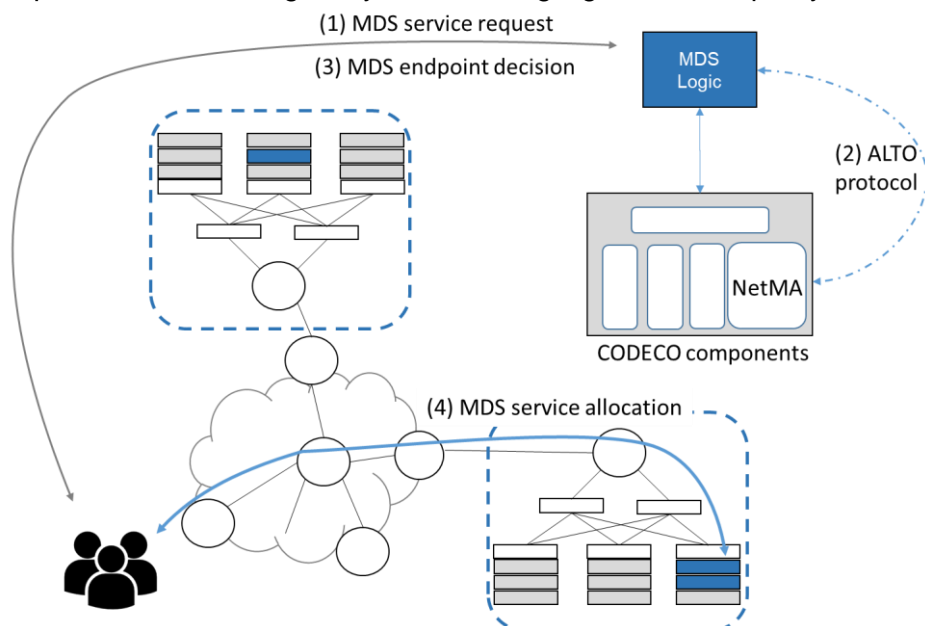 (1) MDS service request
(3) MDS endpoint decision
MDS
Logic
(2) ALTO
protocol
NetMA
CODECO components
(4) MDS service allocation